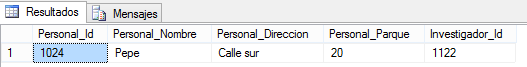 Resultados Mensajes
Personal_Id Personal_Nombre Personal_Direccion Personal_Parque Investigador_Id
1 1024 Pepe Calle sur 20 1122